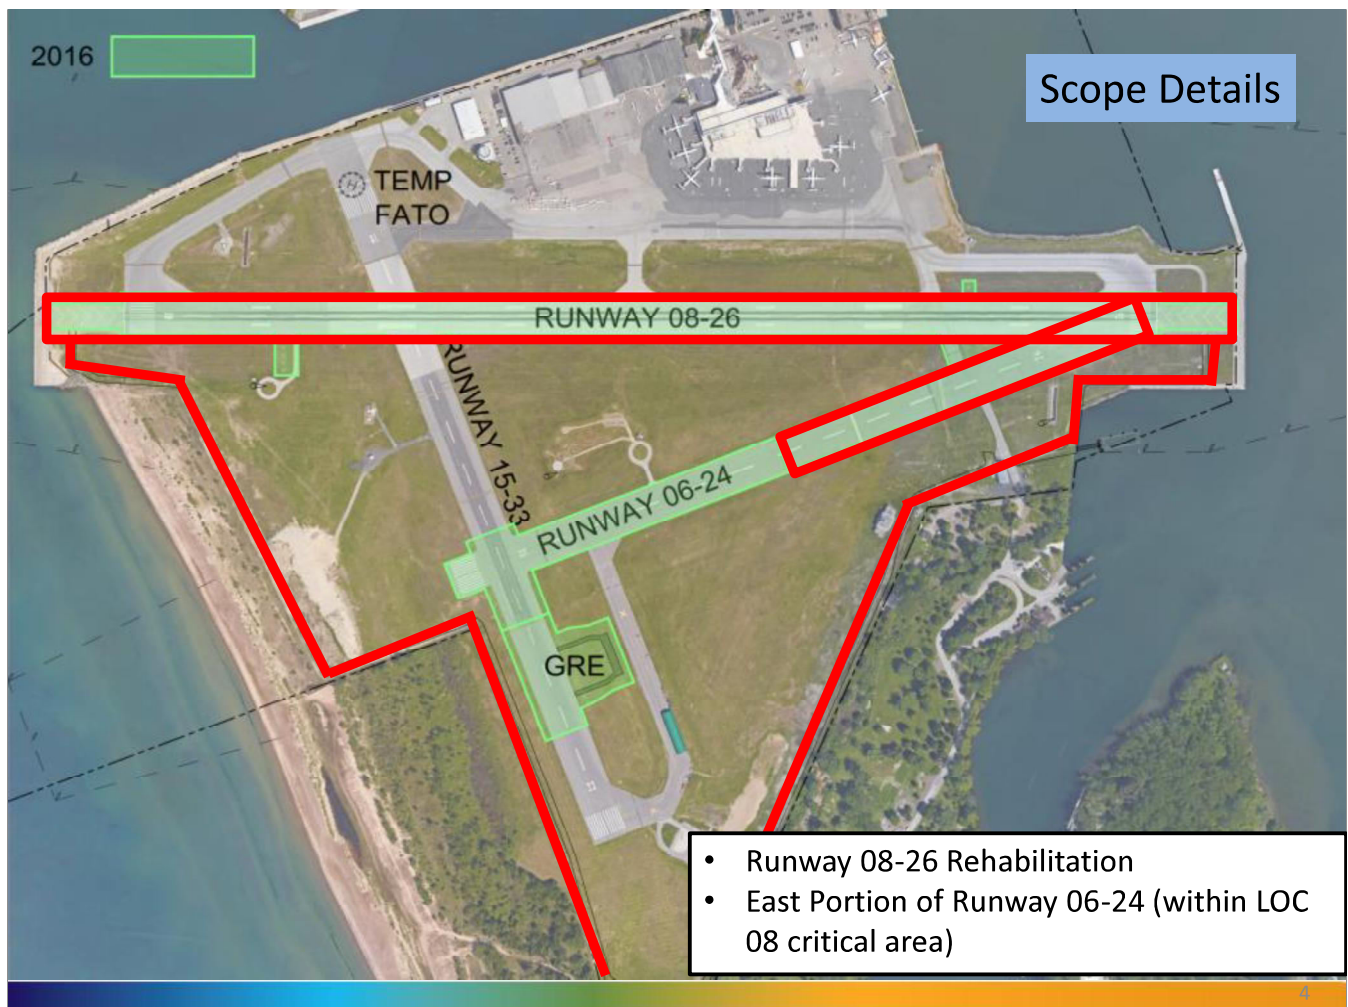 2016
Scope Details
TEMP
FATO
RUNWAY 08-26
RUNWAY 15-33
RUNWAY 06-24
GRE
• Runway 08-26 Rehabilitation
• East Portion of Runway 06-24 (within LOC
08 critical area)
4